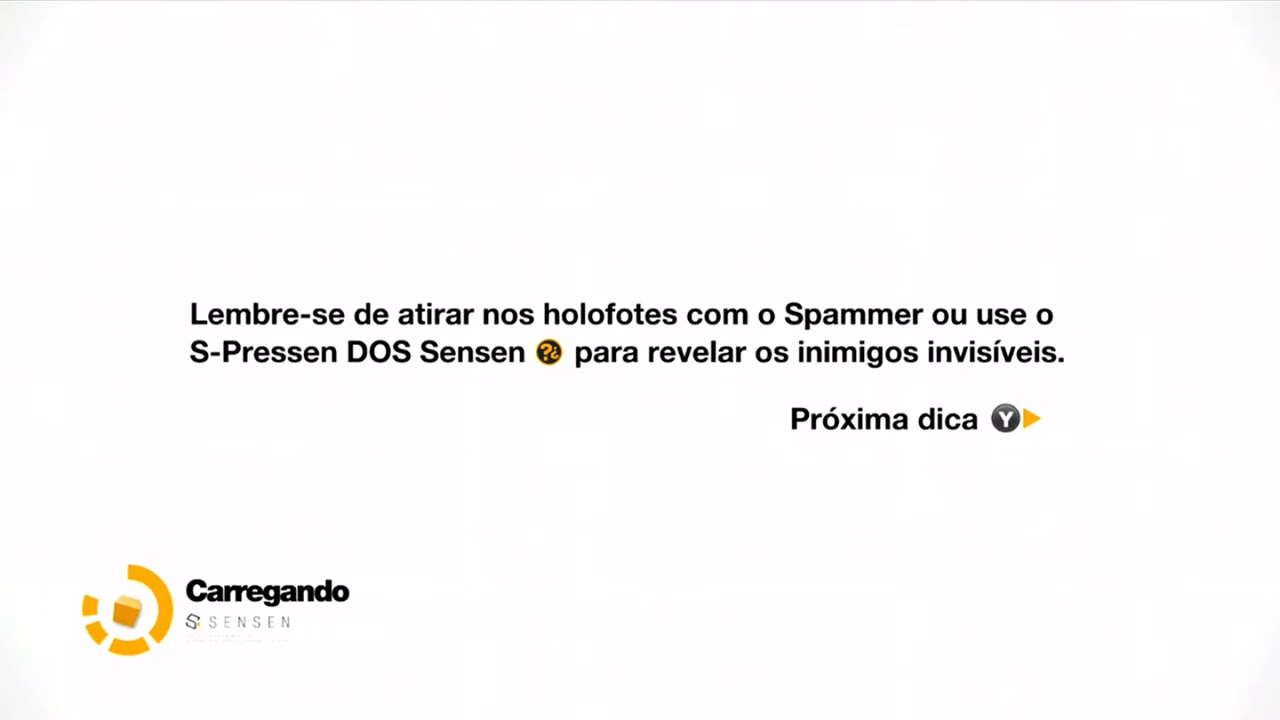 Lembre-se de atirar nos holofotes com o Spammer ou use o
S-Pressen DOS Sensen ?¿ para revelar os inimigos invisíveis.
Próxima dica Y
Carregando
SENSEN